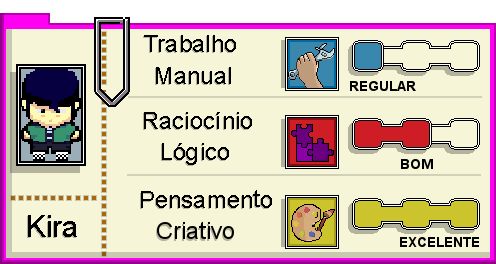 Trabalho
Manual
REGULAR
Raciocínio
Lógico
BOM
Pensamento
Criativo
EXCELENTE
Kira